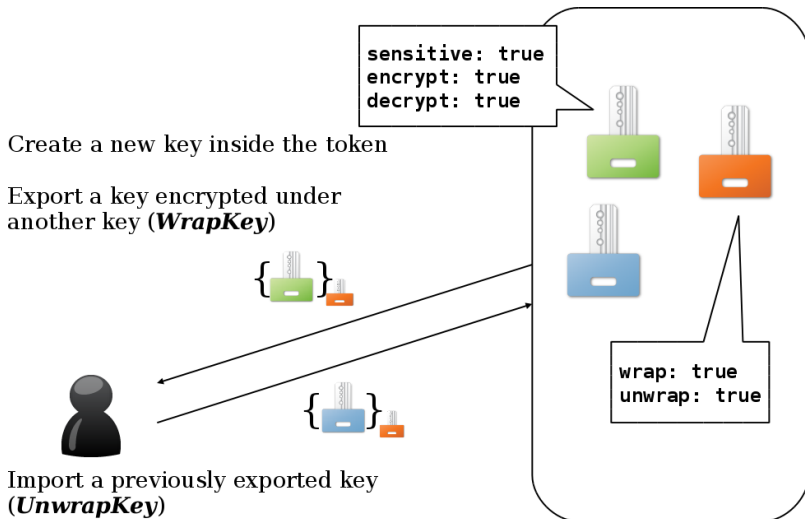 sensitive: true
encrypt: true
decrypt: true
Create a new key inside the token
Export a key encrypted under
another key (WrapKey)
{ }
{ }
wrap: true
unwrap: true
Import a previously exported key
(UnwrapKey)